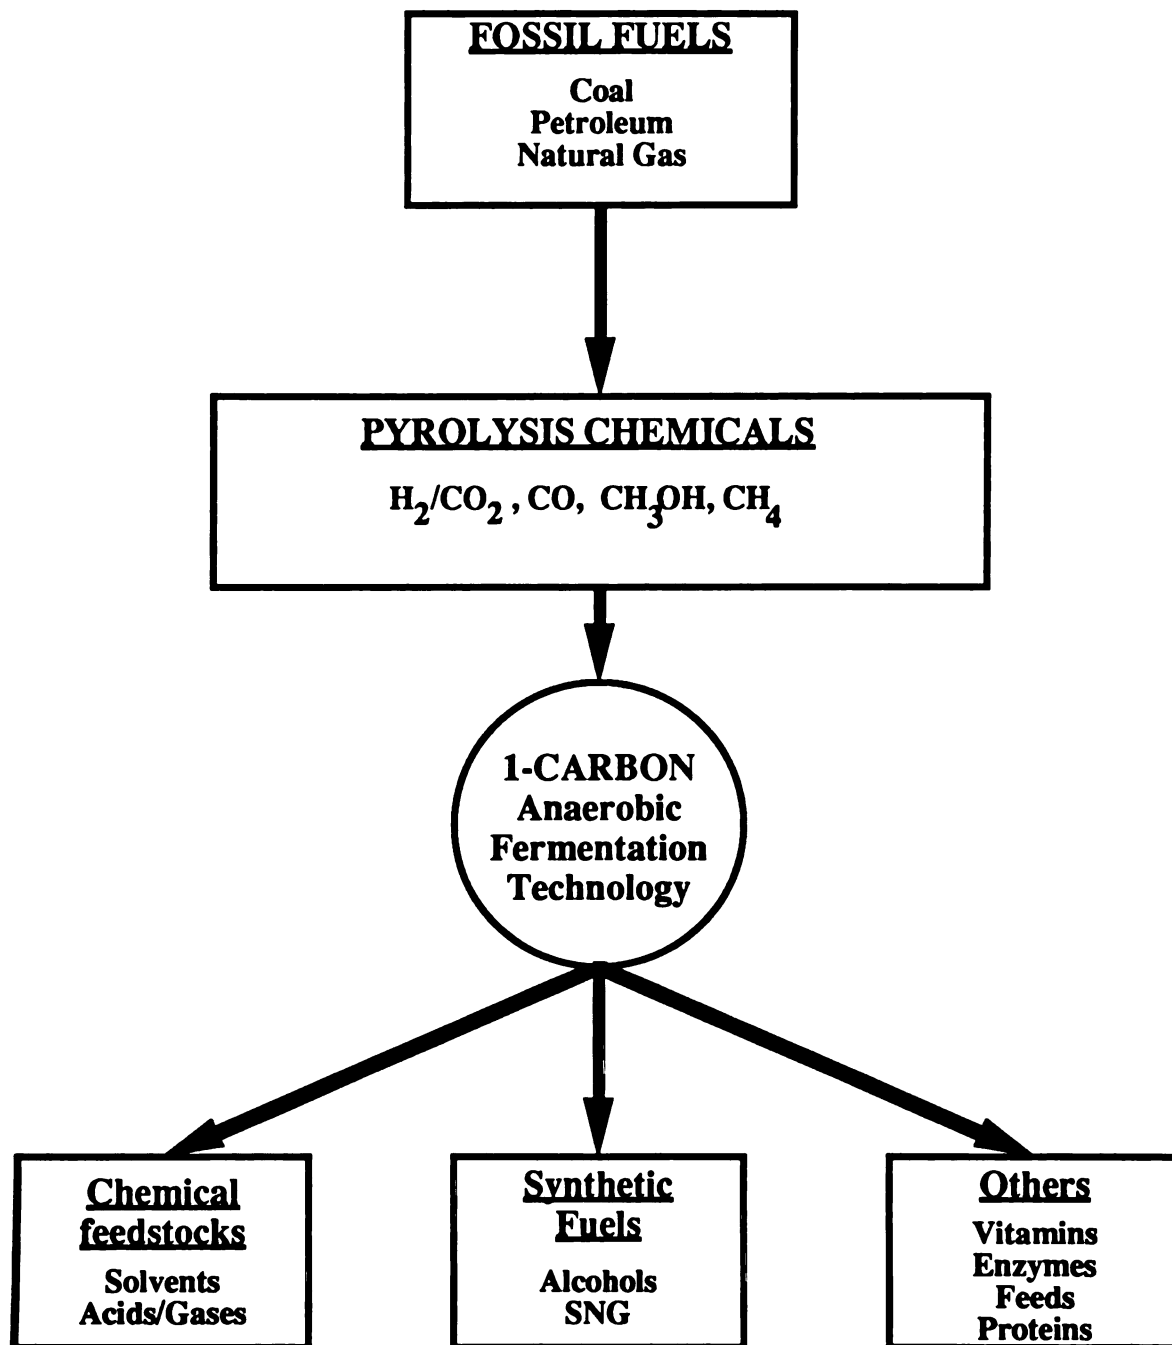 FOSSIL FUELS
Coal
Petroleum
Natural Gas
PYROLYSIS CHEMICALS
H₂/CO₂ , CO, CH₃OH, CH₄
1-CARBON
Anaerobic
Fermentation
Technology
Chemical
feedstocks
Solvents
Acids/Gases
Synthetic
Fuels
Alcohols
SNG
Others
Vitamins
Enzymes
Feeds
Proteins